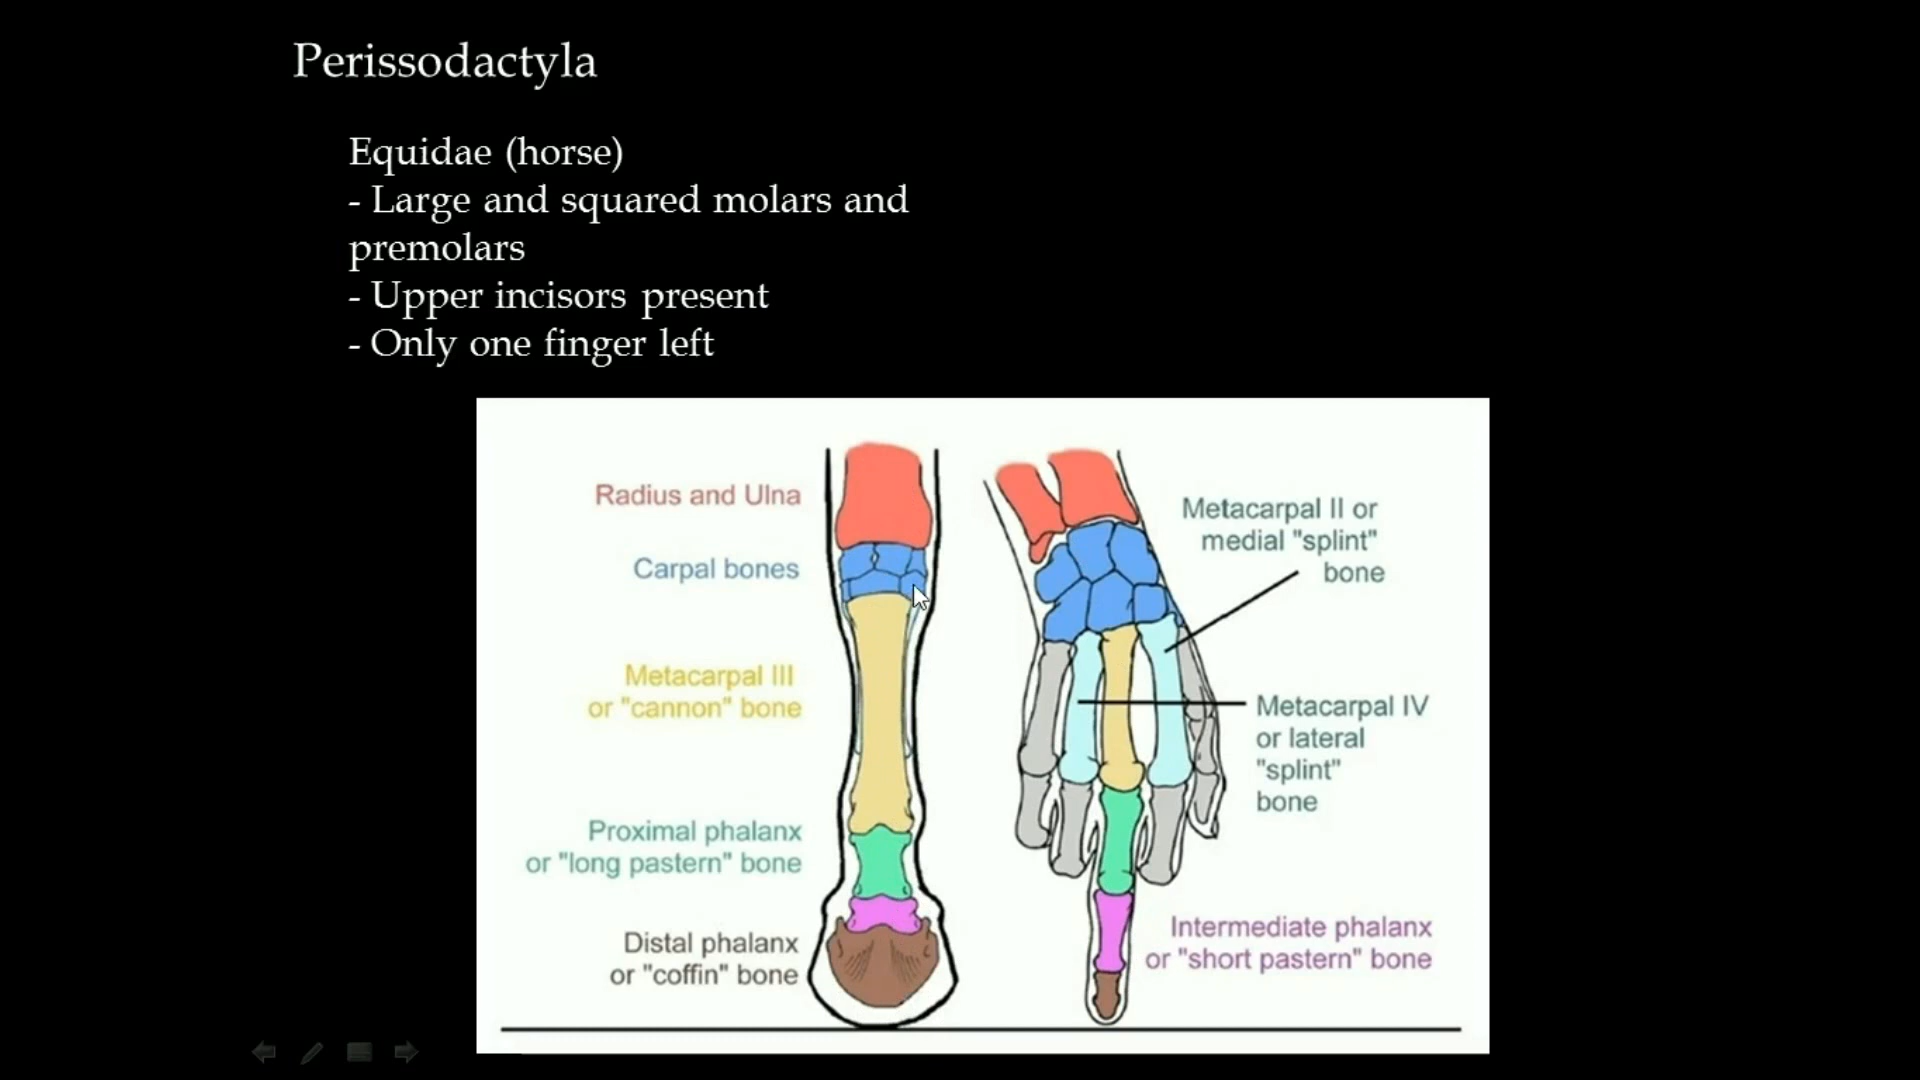 Perissodactyla
Equidae (horse)
- Large and squared molars and
premolars
- Upper incisors present
- Only one finger left
Radius and Ulna
Carpal bones
Metacarpal III
or "cannon" bone
Proximal phalanx
or "long pastern" bone
Distal phalanx
or "coffin" bone
Metacarpal II or
medial "splint"
bone
Metacarpal IV
or lateral
"splint"
bone
Intermediate phalanx
or "short pastern" bone